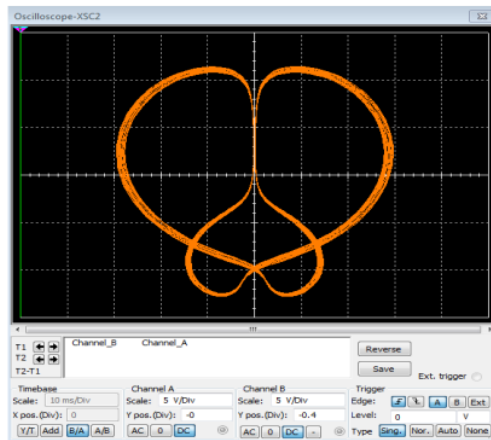 Oscilloscope-XSC2
T1
T2
T2-T1
Channel_B Channel_A
Reverse
Save
Ext. trigger
Timebase
Scale: 10 ms/Div
X pos.(Div): 0
Y/T Add B/A A/B
Channel A
Scale: 5 V/Div
Y pos.(Div): -0
AC 0 DC
Channel B
Scale: 5 V/Div
Y pos.(Div): -0.4
AC 0 DC -
Trigger
Edge: A B Ext
Level: 0 V
Type Sing. Nor. Auto None